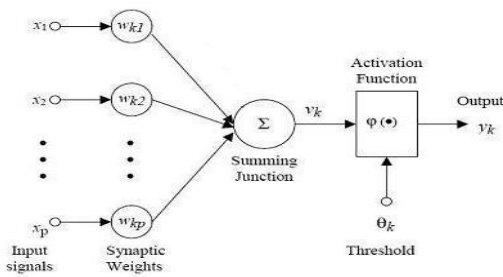 x1
wk1
x2
wk2
xp
wkp
Σ
vk
Activation
Function
φ(•)
Output
yk
Summing
Junction
θk
Threshold
Input
signals
Synaptic
Weights